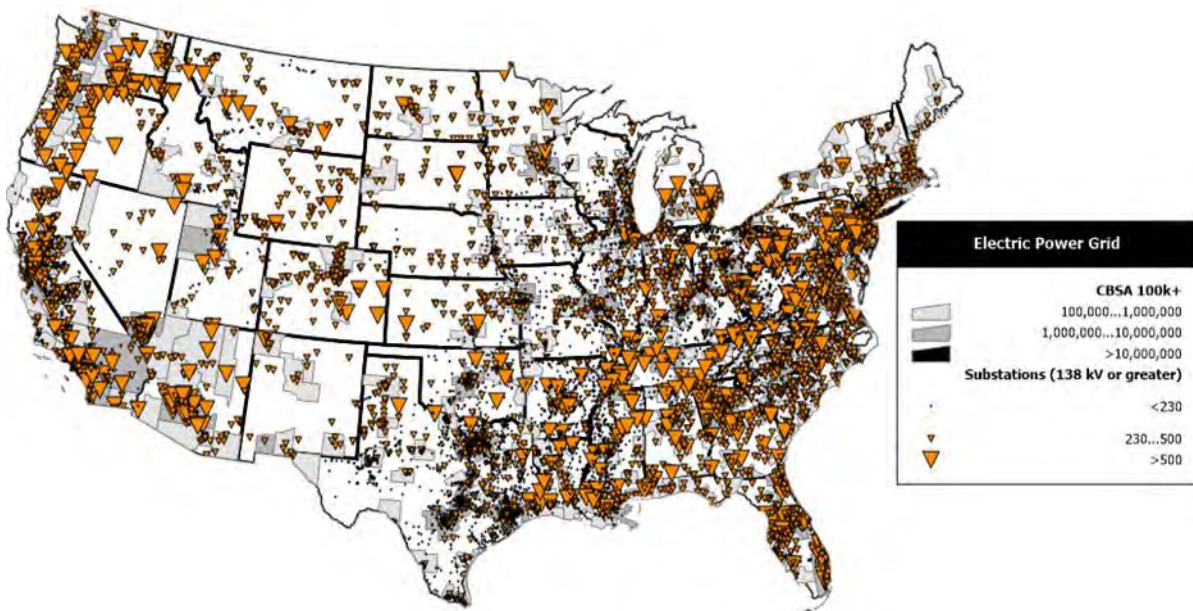 Electric Power Grid
CBSA 100k+
100,000...1,000,000
1,000,000...10,000,000
>10,000,000
Substations (138 kV or greater)
<230
230...500
>500